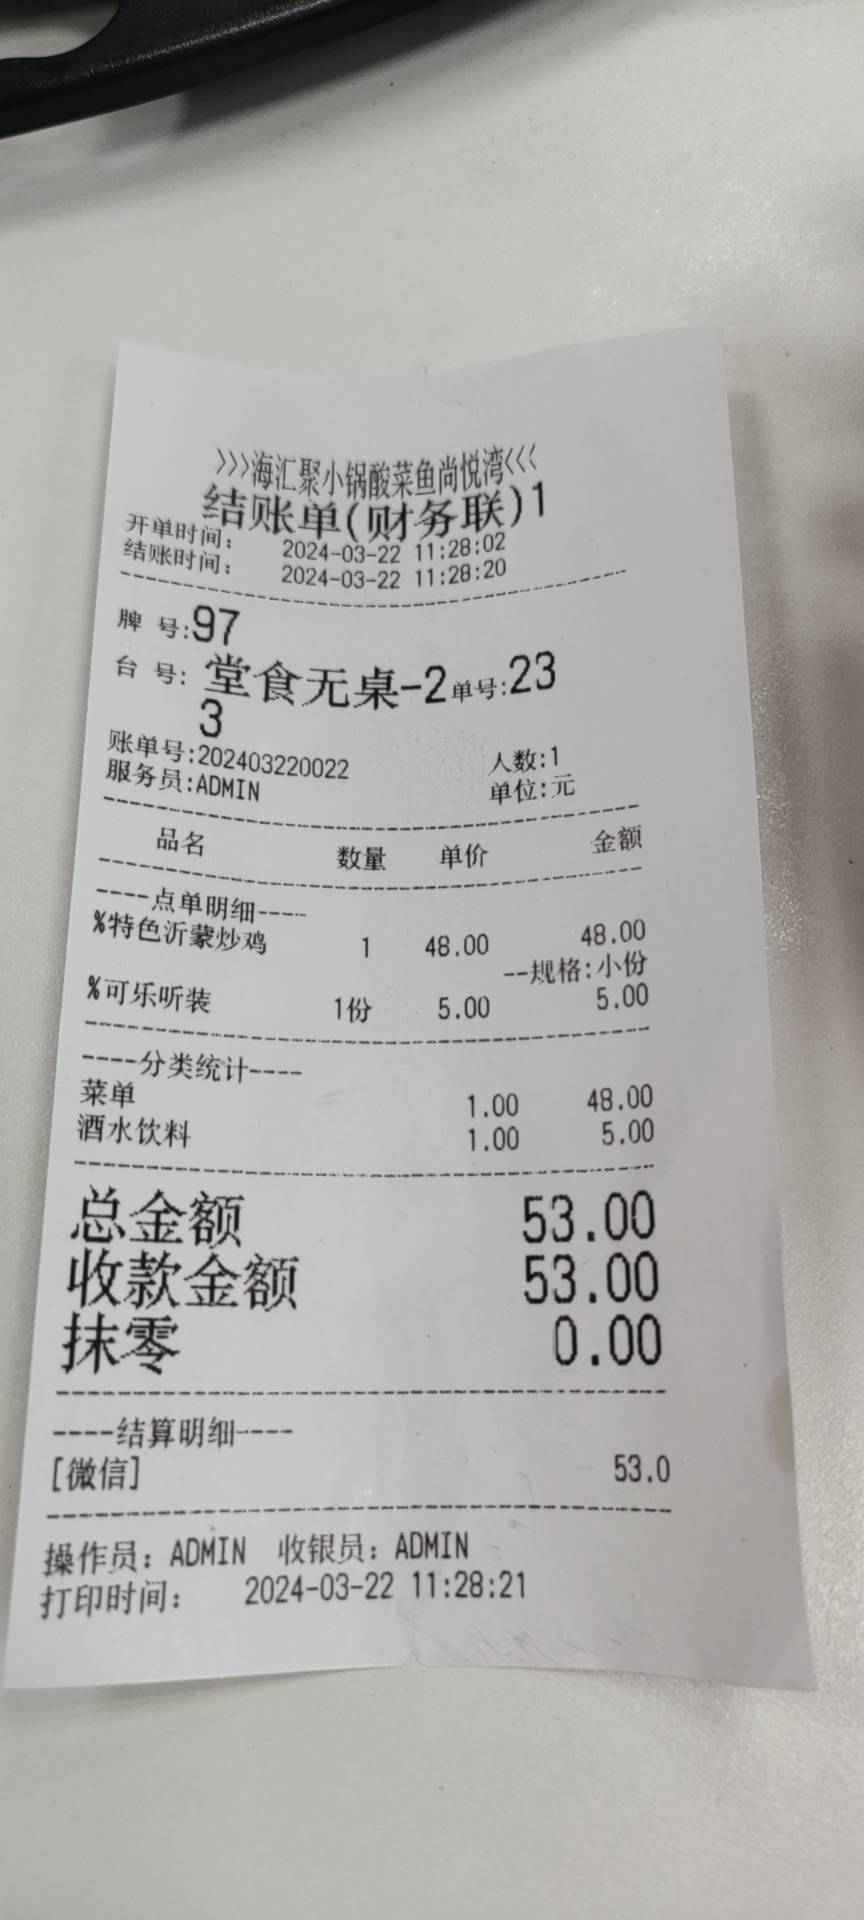 >>>海汇聚小锅酸菜鱼尚悦湾<<<
结账单(财务联)1
开单时间: 2024-03-22 11:28:02
结账时间: 2024-03-22 11:28:20
牌 号:97
台 号: 堂食无桌-2 单号:23
3
账单号:202403220022 人数:1
服务员:ADMIN 单位:元
品名 数量 单价 金额
----点单明细----
%特色沂蒙炒鸡 1 48.00 48.00
--规格:小份
%可乐听装 1份 5.00 5.00
----分类统计----
菜单 1.00 48.00
酒水饮料 1.00 5.00
总金额 53.00
收款金额 53.00
抹零 0.00
----结算明细----
[微信] 53.0
操作员: ADMIN 收银员: ADMIN
打印时间: 2024-03-22 11:28:21